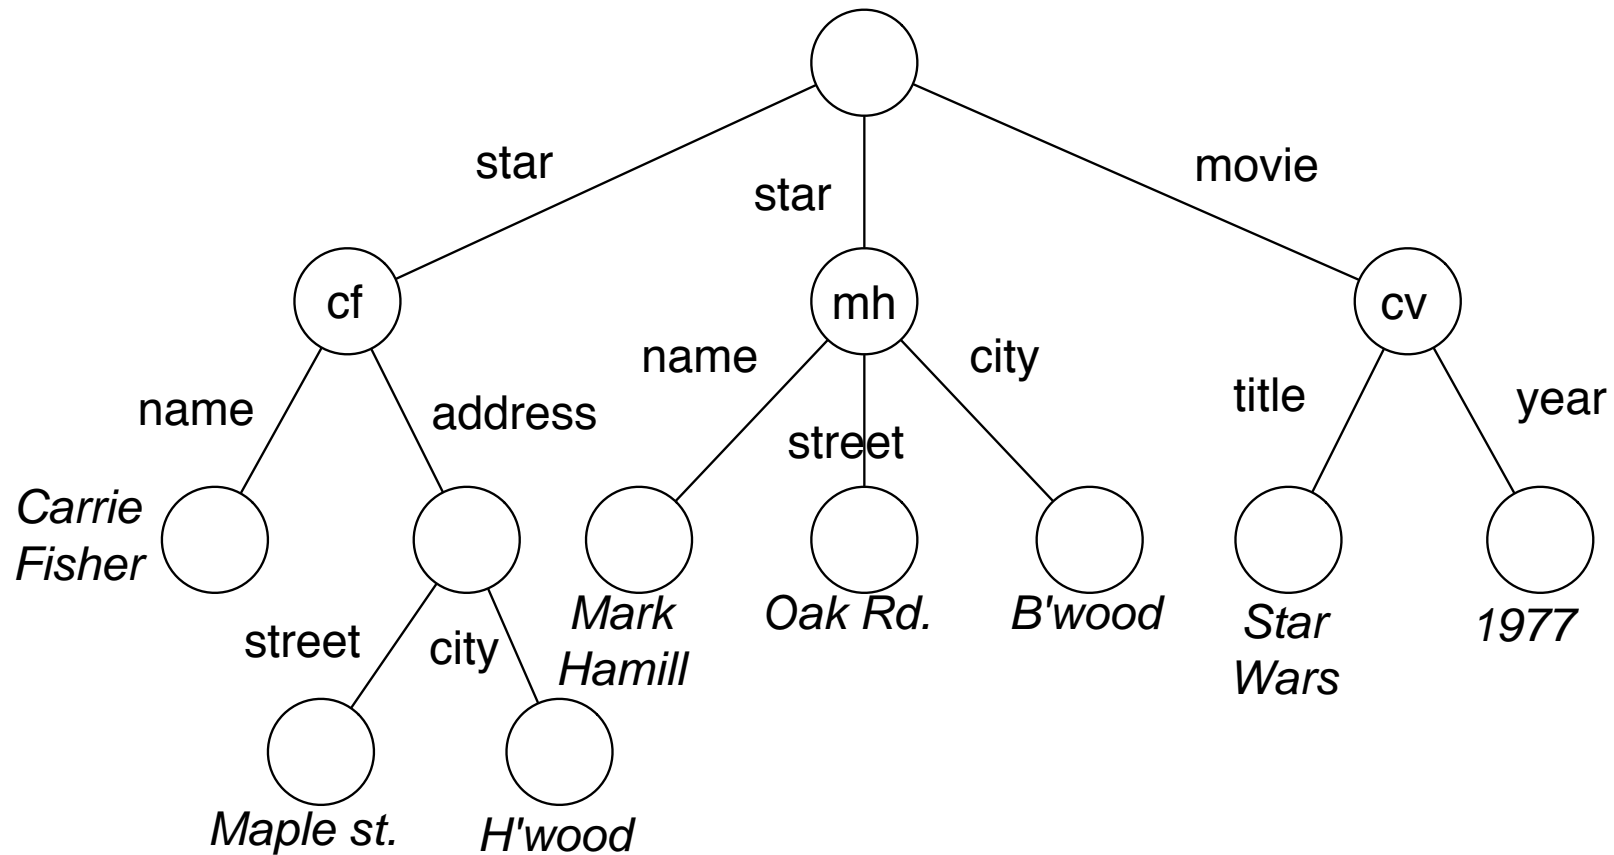 star
star
movie
cf
mh
cv
name
address
name
street
city
title
year
Carrie
Fisher
street
city
Mark
Hamill
Oak Rd.
B'wood
Star
Wars
1977
Maple st.
H'wood